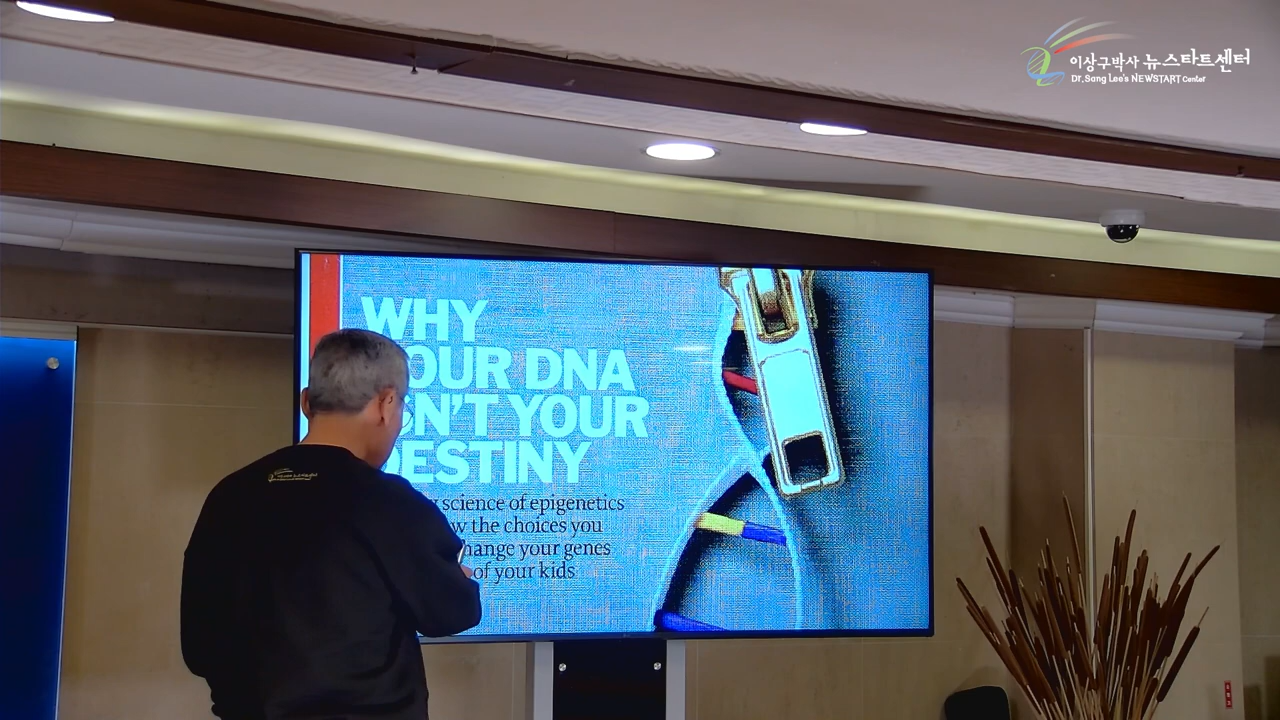 이상구박사 뉴스타트센터
Dr. Sang Lee's NEWSTART Center
WHY
OUR DNA
N'T YOUR
DESTINY
science of epigenetics
the choices you
hange your genes
of your kids